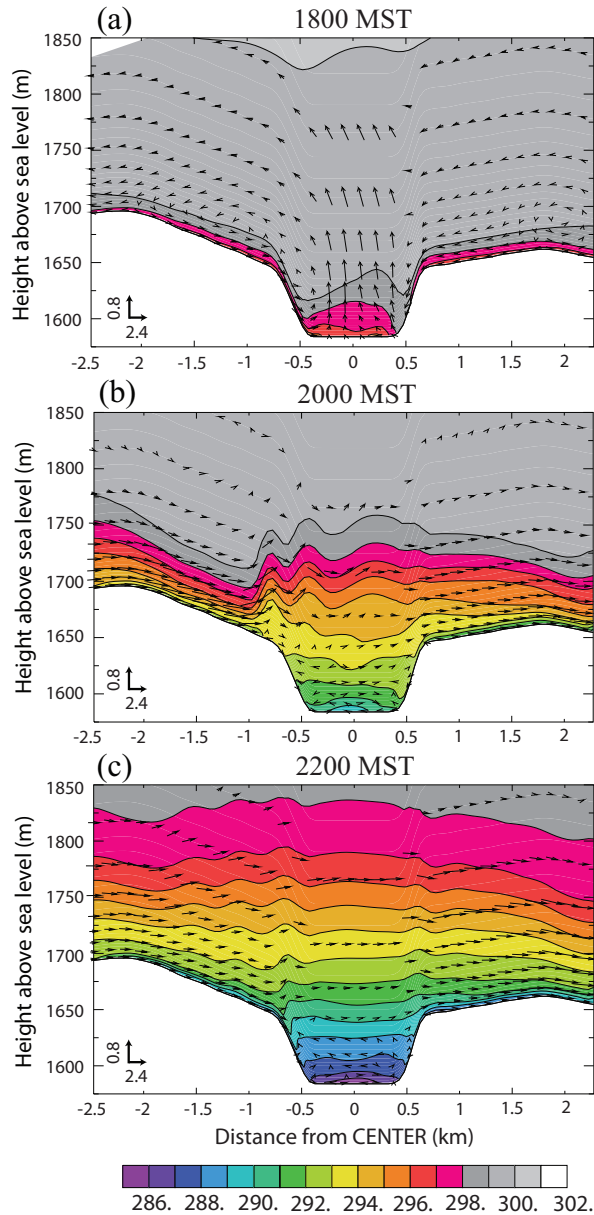 (a) 1800 MST
Height above sea level (m)
1850
1800
1750
1700
1650
1600
0.8
2.4
-2.5 -2 -1.5 -1 -0.5 0 0.5 1 1.5 2
(b) 2000 MST
Height above sea level (m)
1850
1800
1750
1700
1650
1600
0.8
2.4
-2.5 -2 -1.5 -1 -0.5 0 0.5 1 1.5 2
(c) 2200 MST
Height above sea level (m)
1850
1800
1750
1700
1650
1600
0.8
2.4
-2.5 -2 -1.5 -1 -0.5 0 0.5 1 1.5 2
Distance from CENTER (km)
286. 288. 290. 292. 294. 296. 298. 300. 302.